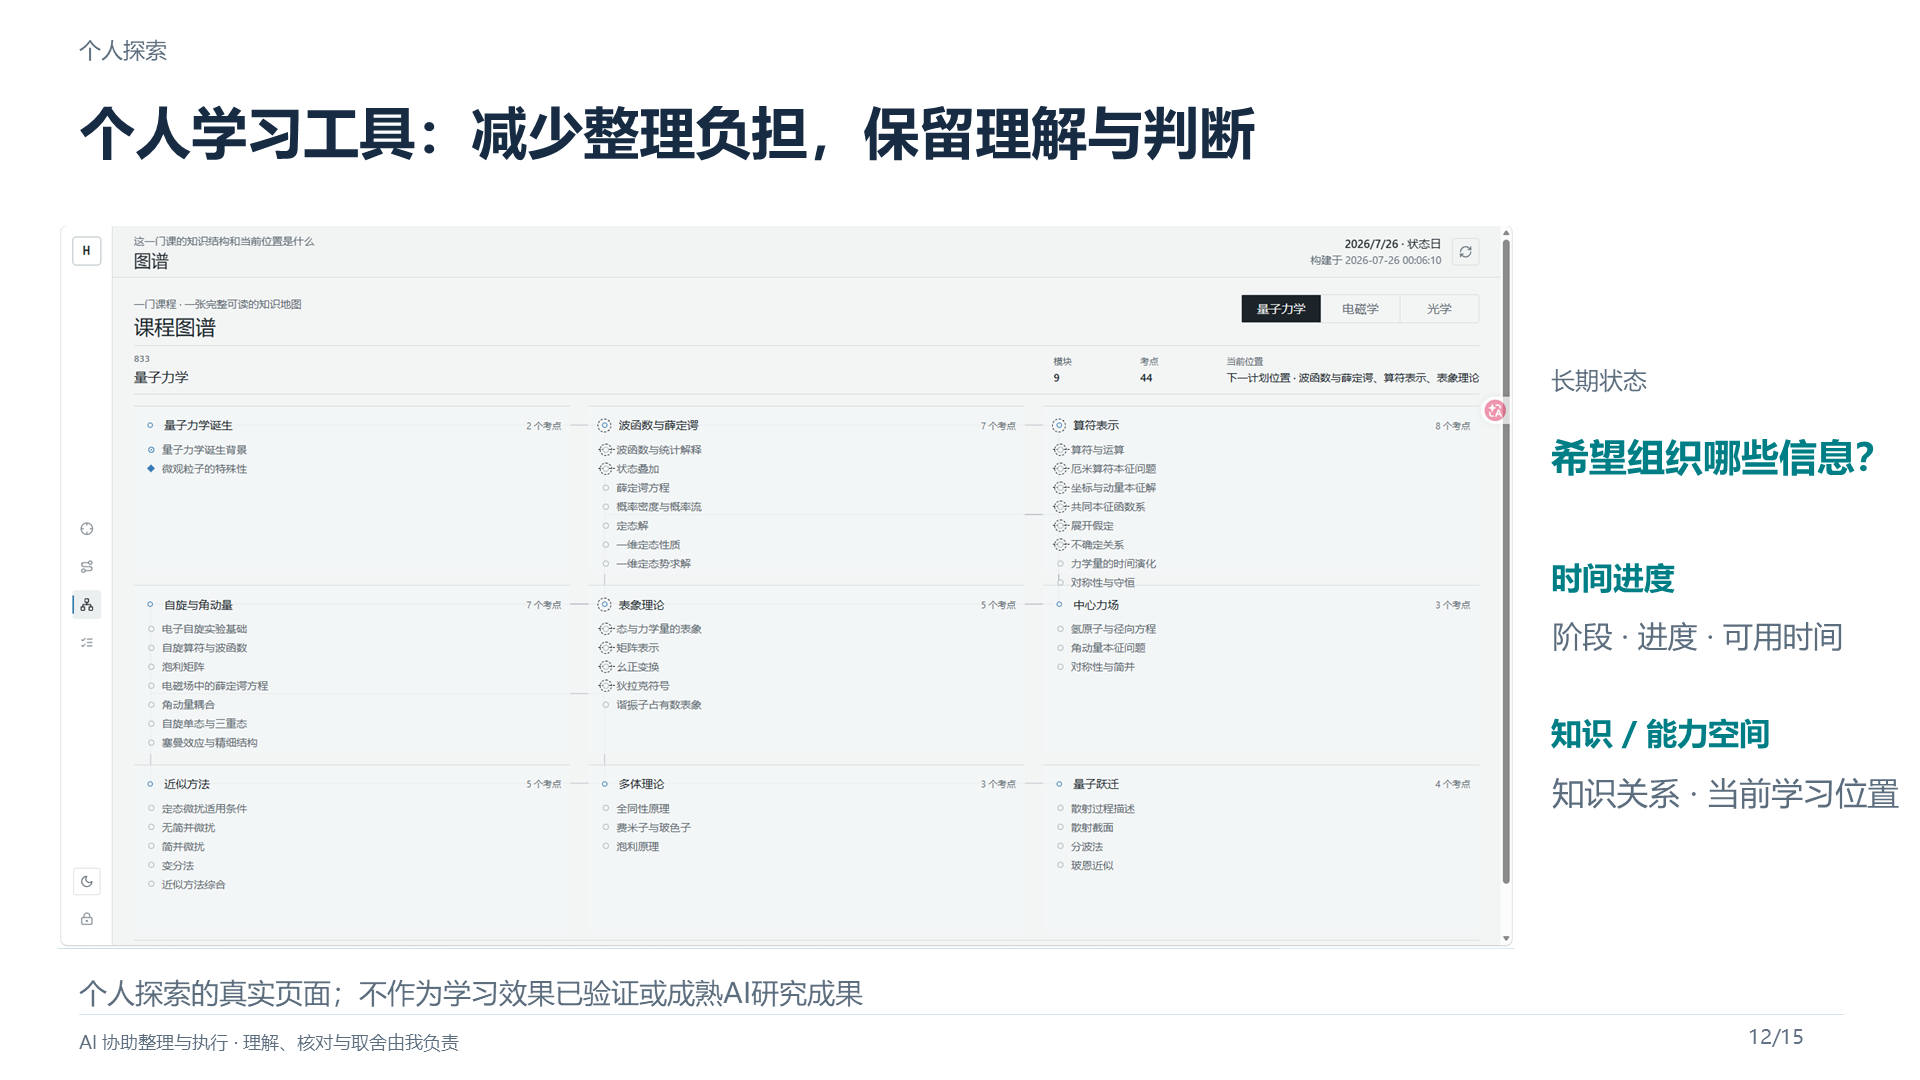 个人探索
个人学习工具：减少整理负担，保留理解与判断
H
这一门课的知识结构和当前位置是什么
图谱
2026/7/26 · 状态日
构建于 2026-07-26 00:06:10
一门课程 · 一张完整可读的知识地图
课程图谱
量子力学
电磁学
光学
833
量子力学
模块
9
考点
44
当前位置
下一计划位置 · 波函数与薛定谔、算符表示、表象理论
量子力学诞生
2 个考点
量子力学诞生背景
微观粒子的特殊性
波函数与薛定谔
7 个考点
波函数与统计解释
状态叠加
薛定谔方程
概率密度与概率流
定态解
一维定态性质
一维定态势求解
算符表示
8 个考点
算符与运算
厄米算符本征问题
坐标与动量本征解
共同本征函数系
展开假定
不确定关系
力学量的时间演化
对称性与守恒
自旋与角动量
7 个考点
电子自旋实验基础
自旋算符与波函数
泡利矩阵
电磁场中的薛定谔方程
角动量耦合
自旋单态与三重态
塞曼效应与精细结构
表象理论
5 个考点
态与力学量的表象
矩阵表示
幺正变换
狄拉克符号
谐振子占有数表象
中心力场
3 个考点
氢原子与径向方程
角动量本征问题
对称性与简并
近似方法
5 个考点
定态微扰适用条件
无简并微扰
简并微扰
变分法
近似方法综合
多体理论
3 个考点
全同性原理
费米子与玻色子
泡利原理
量子跃迁
4 个考点
散射过程描述
散射截面
分波法
玻恩近似
长期状态
希望组织哪些信息？
时间进度
阶段 · 进度 · 可用时间
知识 / 能力空间
知识关系 · 当前学习位置
个人探索的真实页面；不作为学习效果已验证或成熟AI研究成果
AI 协助整理与执行 · 理解、核对与取舍由我负责
12/15